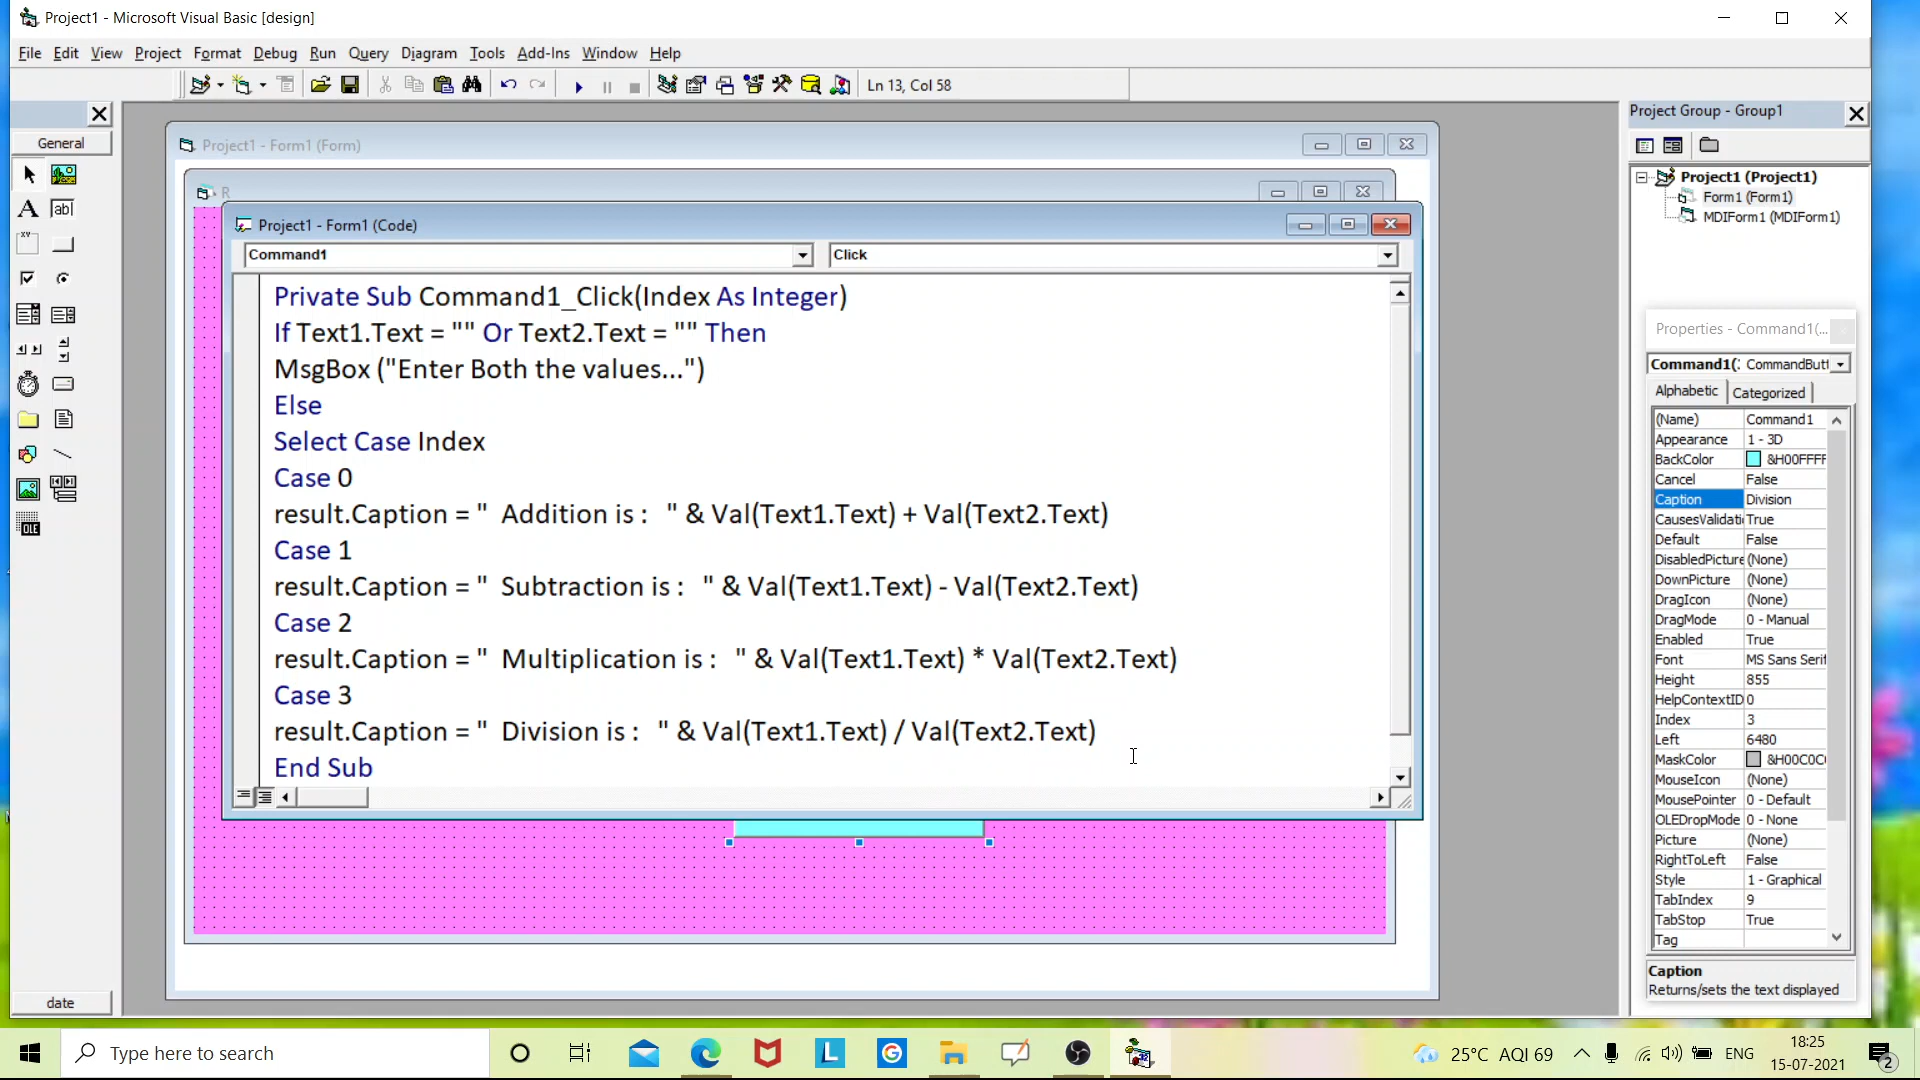 Project1 - Microsoft Visual Basic [design]
File Edit View Project Format Debug Run Query Diagram Tools Add-Ins Window Help
Ln 13, Col 58
General
Project Group - Group1
Project1 - Form1 (Form)
R
Project1 (Project1)
Form1 (Form1)
MDIForm1 (MDIForm1)
Project1 - Form1 (Code)
Command1 Click
Private Sub Command1_Click(Index As Integer)
If Text1.Text = "" Or Text2.Text = "" Then
MsgBox ("Enter Both the values...")
Else
Select Case Index
Case 0
result.Caption = "  Addition is :   " & Val(Text1.Text) + Val(Text2.Text)
Case 1
result.Caption = "  Subtraction is :   " & Val(Text1.Text) - Val(Text2.Text)
Case 2
result.Caption = "  Multiplication is :   " & Val(Text1.Text) * Val(Text2.Text)
Case 3
result.Caption = "  Division is :   " & Val(Text1.Text) / Val(Text2.Text)
End Sub
Properties - Command1(...
Command1(: CommandButt
Alphabetic Categorized
(Name) Command1
Appearance 1 - 3D
BackColor &H00FFFF
Cancel False
Caption Division
CausesValidati True
Default False
DisabledPicture (None)
DownPicture (None)
DragIcon (None)
DragMode 0 - Manual
Enabled True
Font MS Sans Serif
Height 855
HelpContextID 0
Index 3
Left 6480
MaskColor &H00C0C0
MouseIcon (None)
MousePointer 0 - Default
OLEDropMode 0 - None
Picture (None)
RightToLeft False
Style 1 - Graphical
TabIndex 9
TabStop True
Tag
Caption
Returns/sets the text displayed
A
ab|
XY
OLE
date
Type here to search
L
G
25°C AQI 69
ENG
18:25
15-07-2021
2